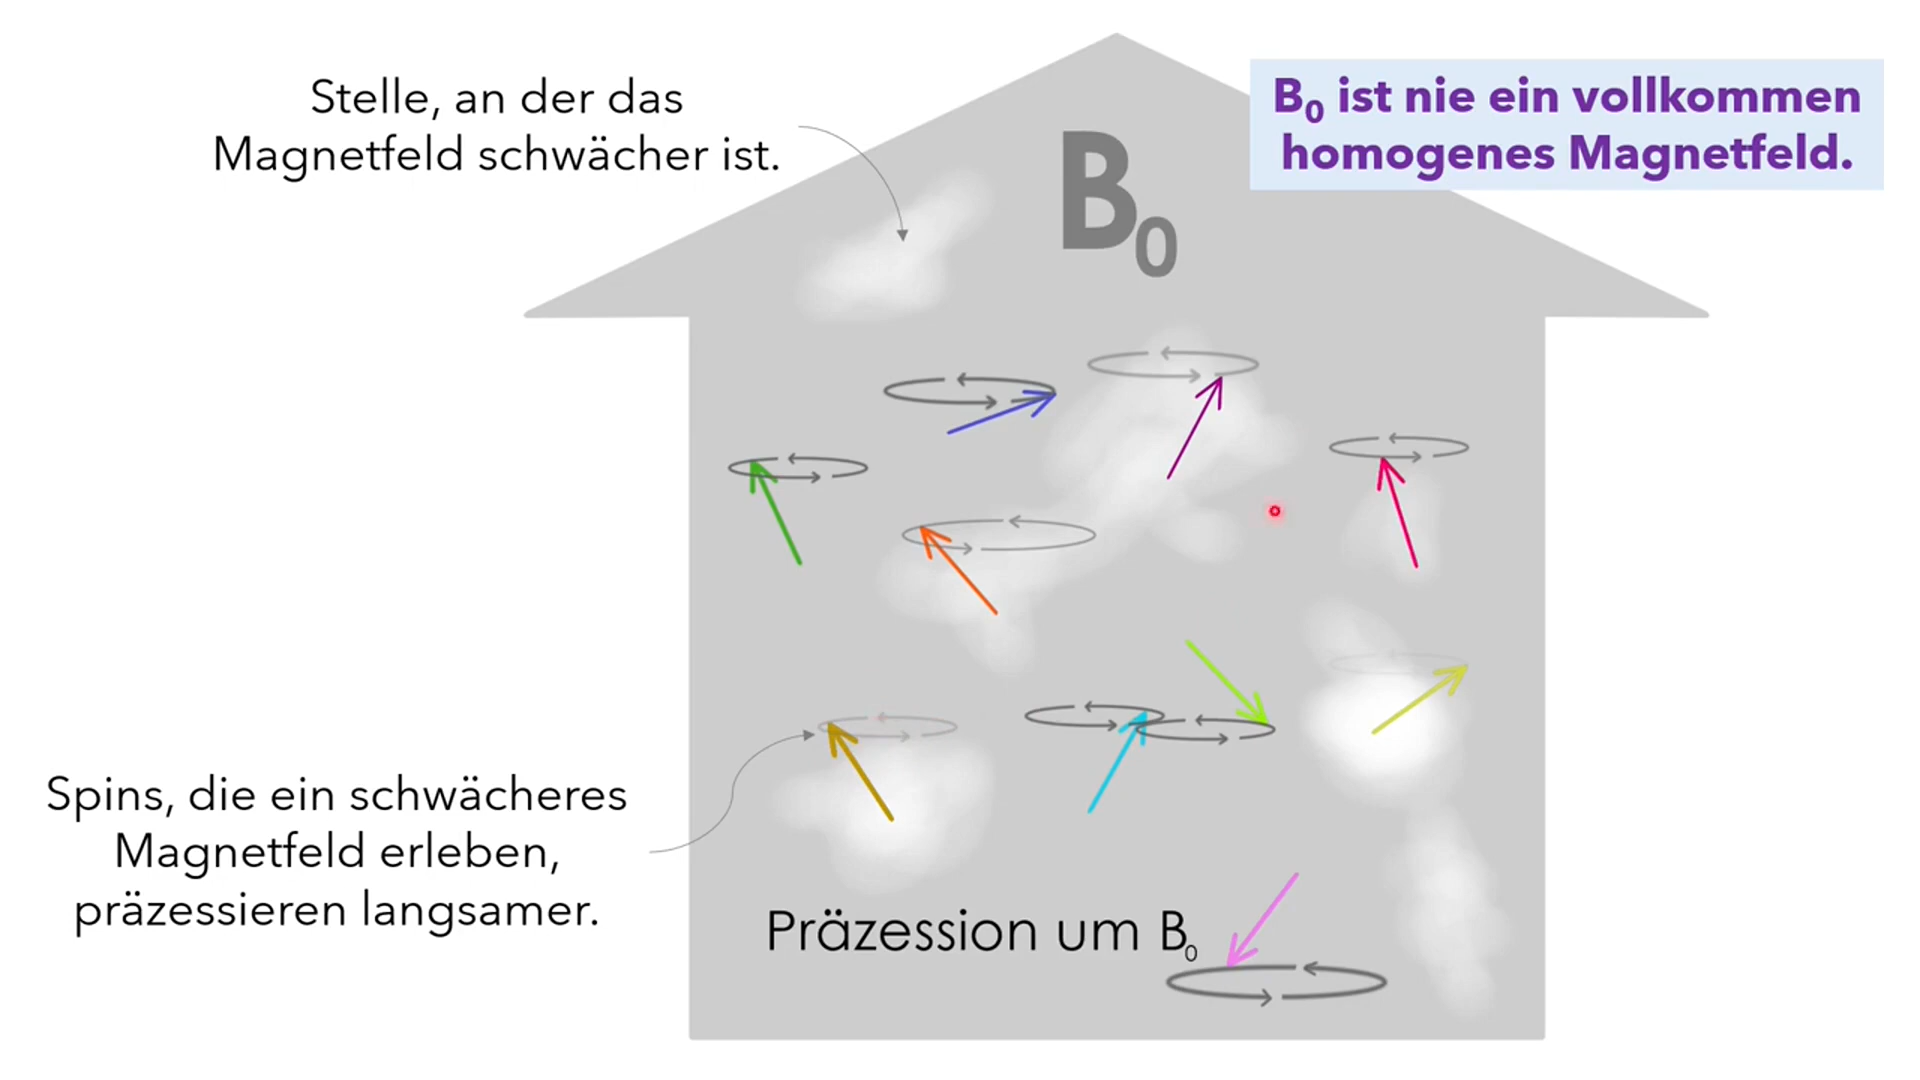 Stelle, an der das
Magnetfeld schwächer ist.
B₀ ist nie ein vollkommen
homogenes Magnetfeld.
B₀
Spins, die ein schwächeres
Magnetfeld erleben,
präzessieren langsamer.
Präzession um B₀